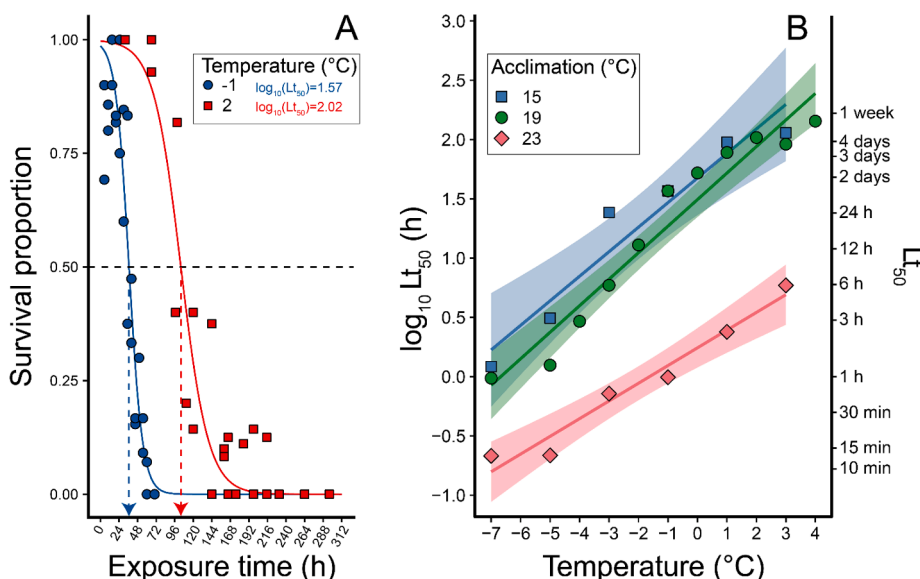 A
Survival proportion
1.00
0.75
0.50
0.25
0.00
Temperature (°C)
-1 log10(Lt50)=1.57
2 log10(Lt50)=2.02
0 24 48 72 96 120 144 168 192 216 240 264 288 312
Exposure time (h)
B
log10 Lt50 (h)
3.0
2.5
2.0
1.5
1.0
0.5
0.0
−0.5
−1.0
Acclimation (°C)
15
19
23
1 week
4 days
3 days
2 days
24 h
12 h
6 h
3 h
1 h
30 min
15 min
10 min
Lt50
−7 −6 −5 −4 −3 −2 −1 0 1 2 3 4
Temperature (°C)